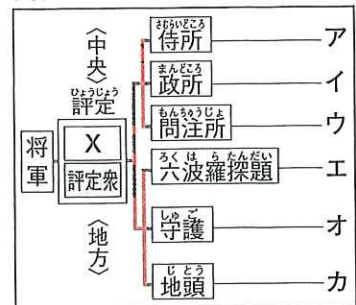 〈中央〉
〈地方〉
将軍
ひょうじょう
評定
X
評定衆
さむらいどころ
侍所
ア
まんどころ
政所
イ
もんちゅうじょ
問注所
ウ
ろくはらたんだい
六波羅探題
エ
しゅご
守護
オ
じとう
地頭
カ